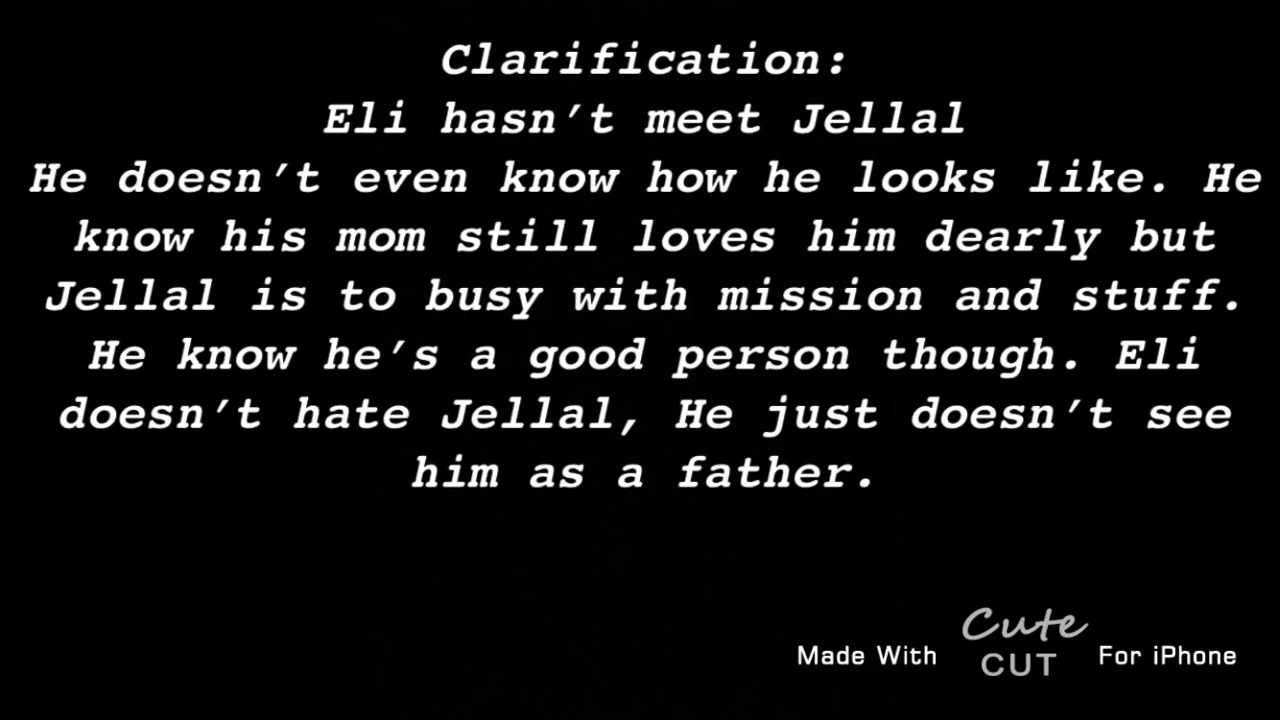 Clarification:
Eli hasn't meet Jellal
He doesn't even know how he looks like. He
know his mom still loves him dearly but
Jellal is to busy with mission and stuff.
He know he's a good person though. Eli
doesn't hate Jellal, He just doesn't see
him as a father.
Made With Cute CUT For iPhone